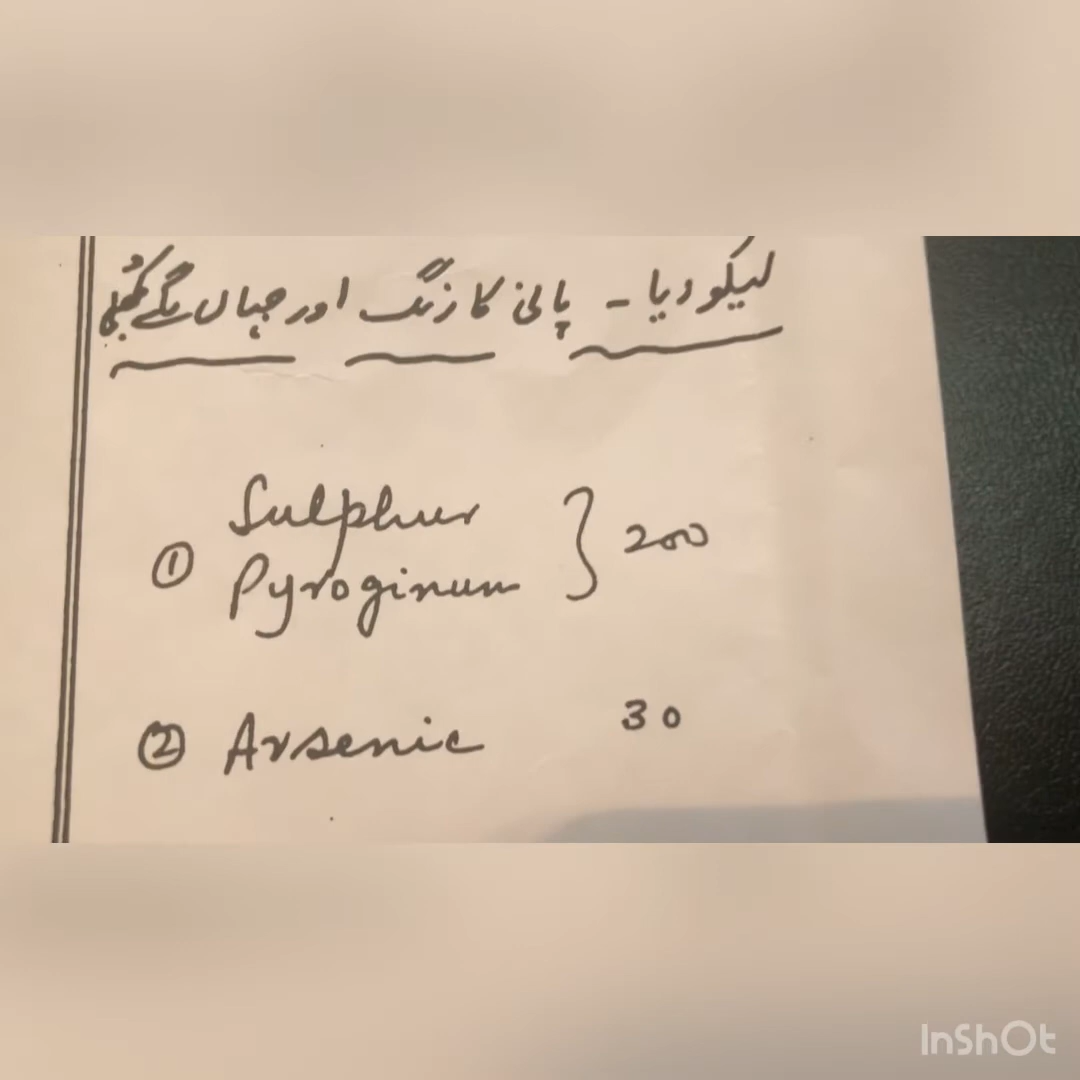 لیکوریا - پانی کا رنگ اور جہاں لگے کھجلی
① Sulphur
Pyroginum } 200
② Arsenic 30
InShOt